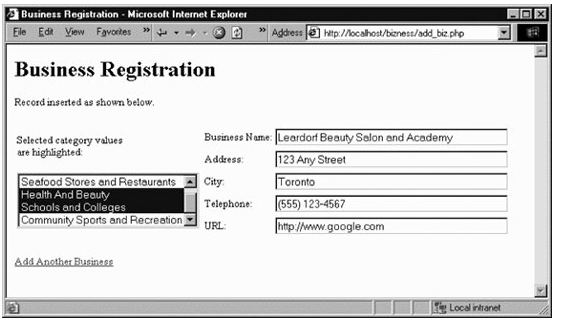 Business Registration - Microsoft Internet Explorer
File Edit View Favorites » » Address http://localhost/bizness/add_biz.php
Business Registration
Record inserted as shown below.
Selected category values
are highlighted:
Seafood Stores and Restaurants
Health And Beauty
Schools and Colleges
Community Sports and Recreation
Business Name: Leardorf Beauty Salon and Academy
Address: 123 Any Street
City: Toronto
Telephone: (555) 123-4567
URL: http://www.google.com
Add Another Business
Local intranet